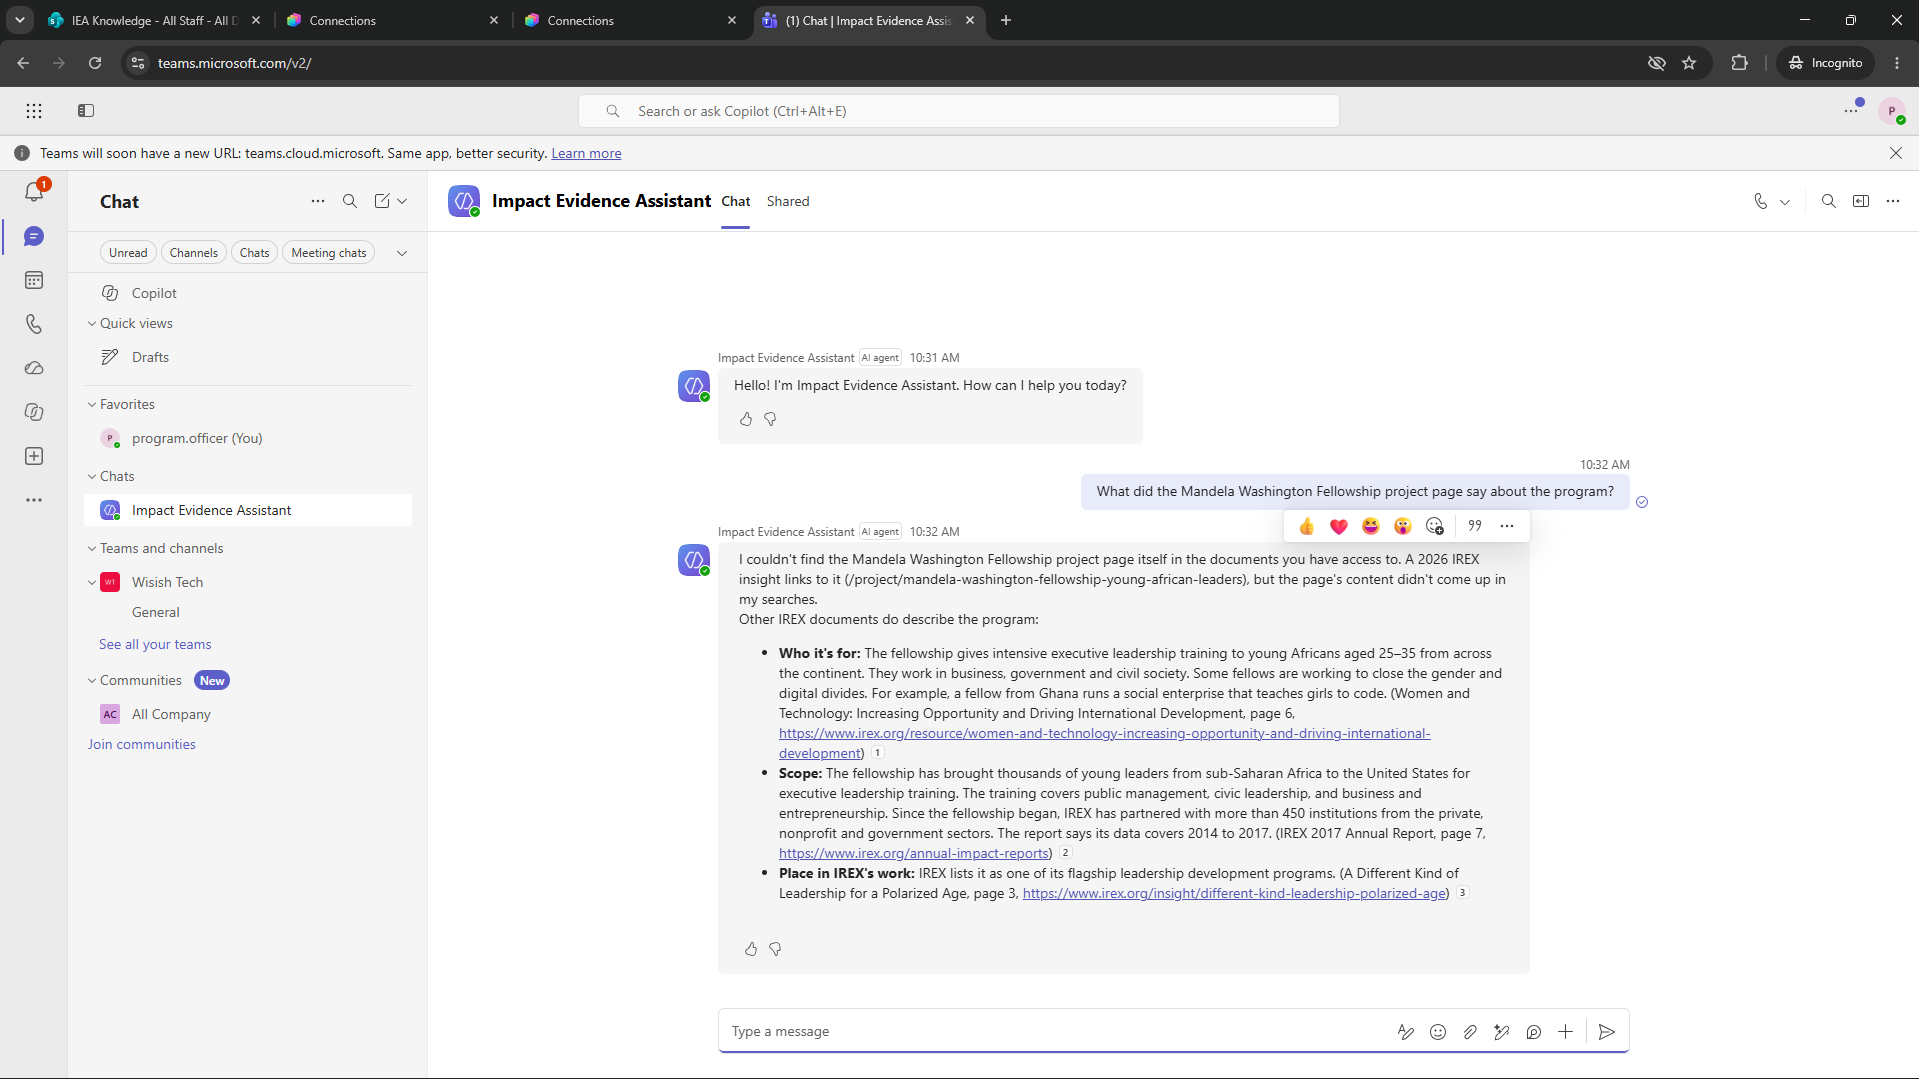 IEA Knowledge - All Staff - All D
Connections
Connections
(1) Chat | Impact Evidence Assis
teams.microsoft.com/v2/
Incognito
Search or ask Copilot (Ctrl+Alt+E)
P
Teams will soon have a new URL: teams.cloud.microsoft. Same app, better security. Learn more
1
Chat
Unread
Channels
Chats
Meeting chats
Copilot
Quick views
Drafts
Favorites
P
program.officer (You)
Chats
Impact Evidence Assistant
Teams and channels
WT
Wisish Tech
General
See all your teams
Communities
New
AC
All Company
Join communities
Impact Evidence Assistant
Chat
Shared
Impact Evidence Assistant AI agent 10:31 AM
Hello! I'm Impact Evidence Assistant. How can I help you today?
10:32 AM
What did the Mandela Washington Fellowship project page say about the program?
Impact Evidence Assistant AI agent 10:32 AM
I couldn't find the Mandela Washington Fellowship project page itself in the documents you have access to. A 2026 IREX
insight links to it (/project/mandela-washington-fellowship-young-african-leaders), but the page's content didn't come up in
my searches.
Other IREX documents do describe the program:
• Who it's for: The fellowship gives intensive executive leadership training to young Africans aged 25–35 from across
the continent. They work in business, government and civil society. Some fellows are working to close the gender and
digital divides. For example, a fellow from Ghana runs a social enterprise that teaches girls to code. (Women and
Technology: Increasing Opportunity and Driving International Development, page 6,
https://www.irex.org/resource/women-and-technology-increasing-opportunity-and-driving-international-
development) 1
• Scope: The fellowship has brought thousands of young leaders from sub-Saharan Africa to the United States for
executive leadership training. The training covers public management, civic leadership, and business and
entrepreneurship. Since the fellowship began, IREX has partnered with more than 450 institutions from the private,
nonprofit and government sectors. The report says its data covers 2014 to 2017. (IREX 2017 Annual Report, page 7,
https://www.irex.org/annual-impact-reports) 2
• Place in IREX's work: IREX lists it as one of its flagship leadership development programs. (A Different Kind of
Leadership for a Polarized Age, page 3, https://www.irex.org/insight/different-kind-leadership-polarized-age) 3
Type a message